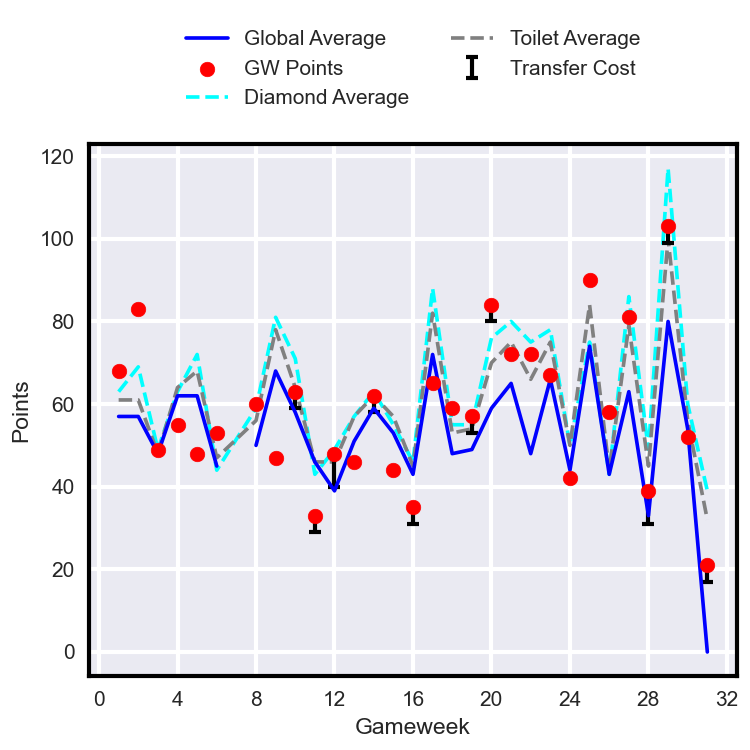 Global Average
GW Points
Diamond Average
Toilet Average
Transfer Cost
Points
120
100
80
60
40
20
0
0 4 8 12 16 20 24 28 32
Gameweek